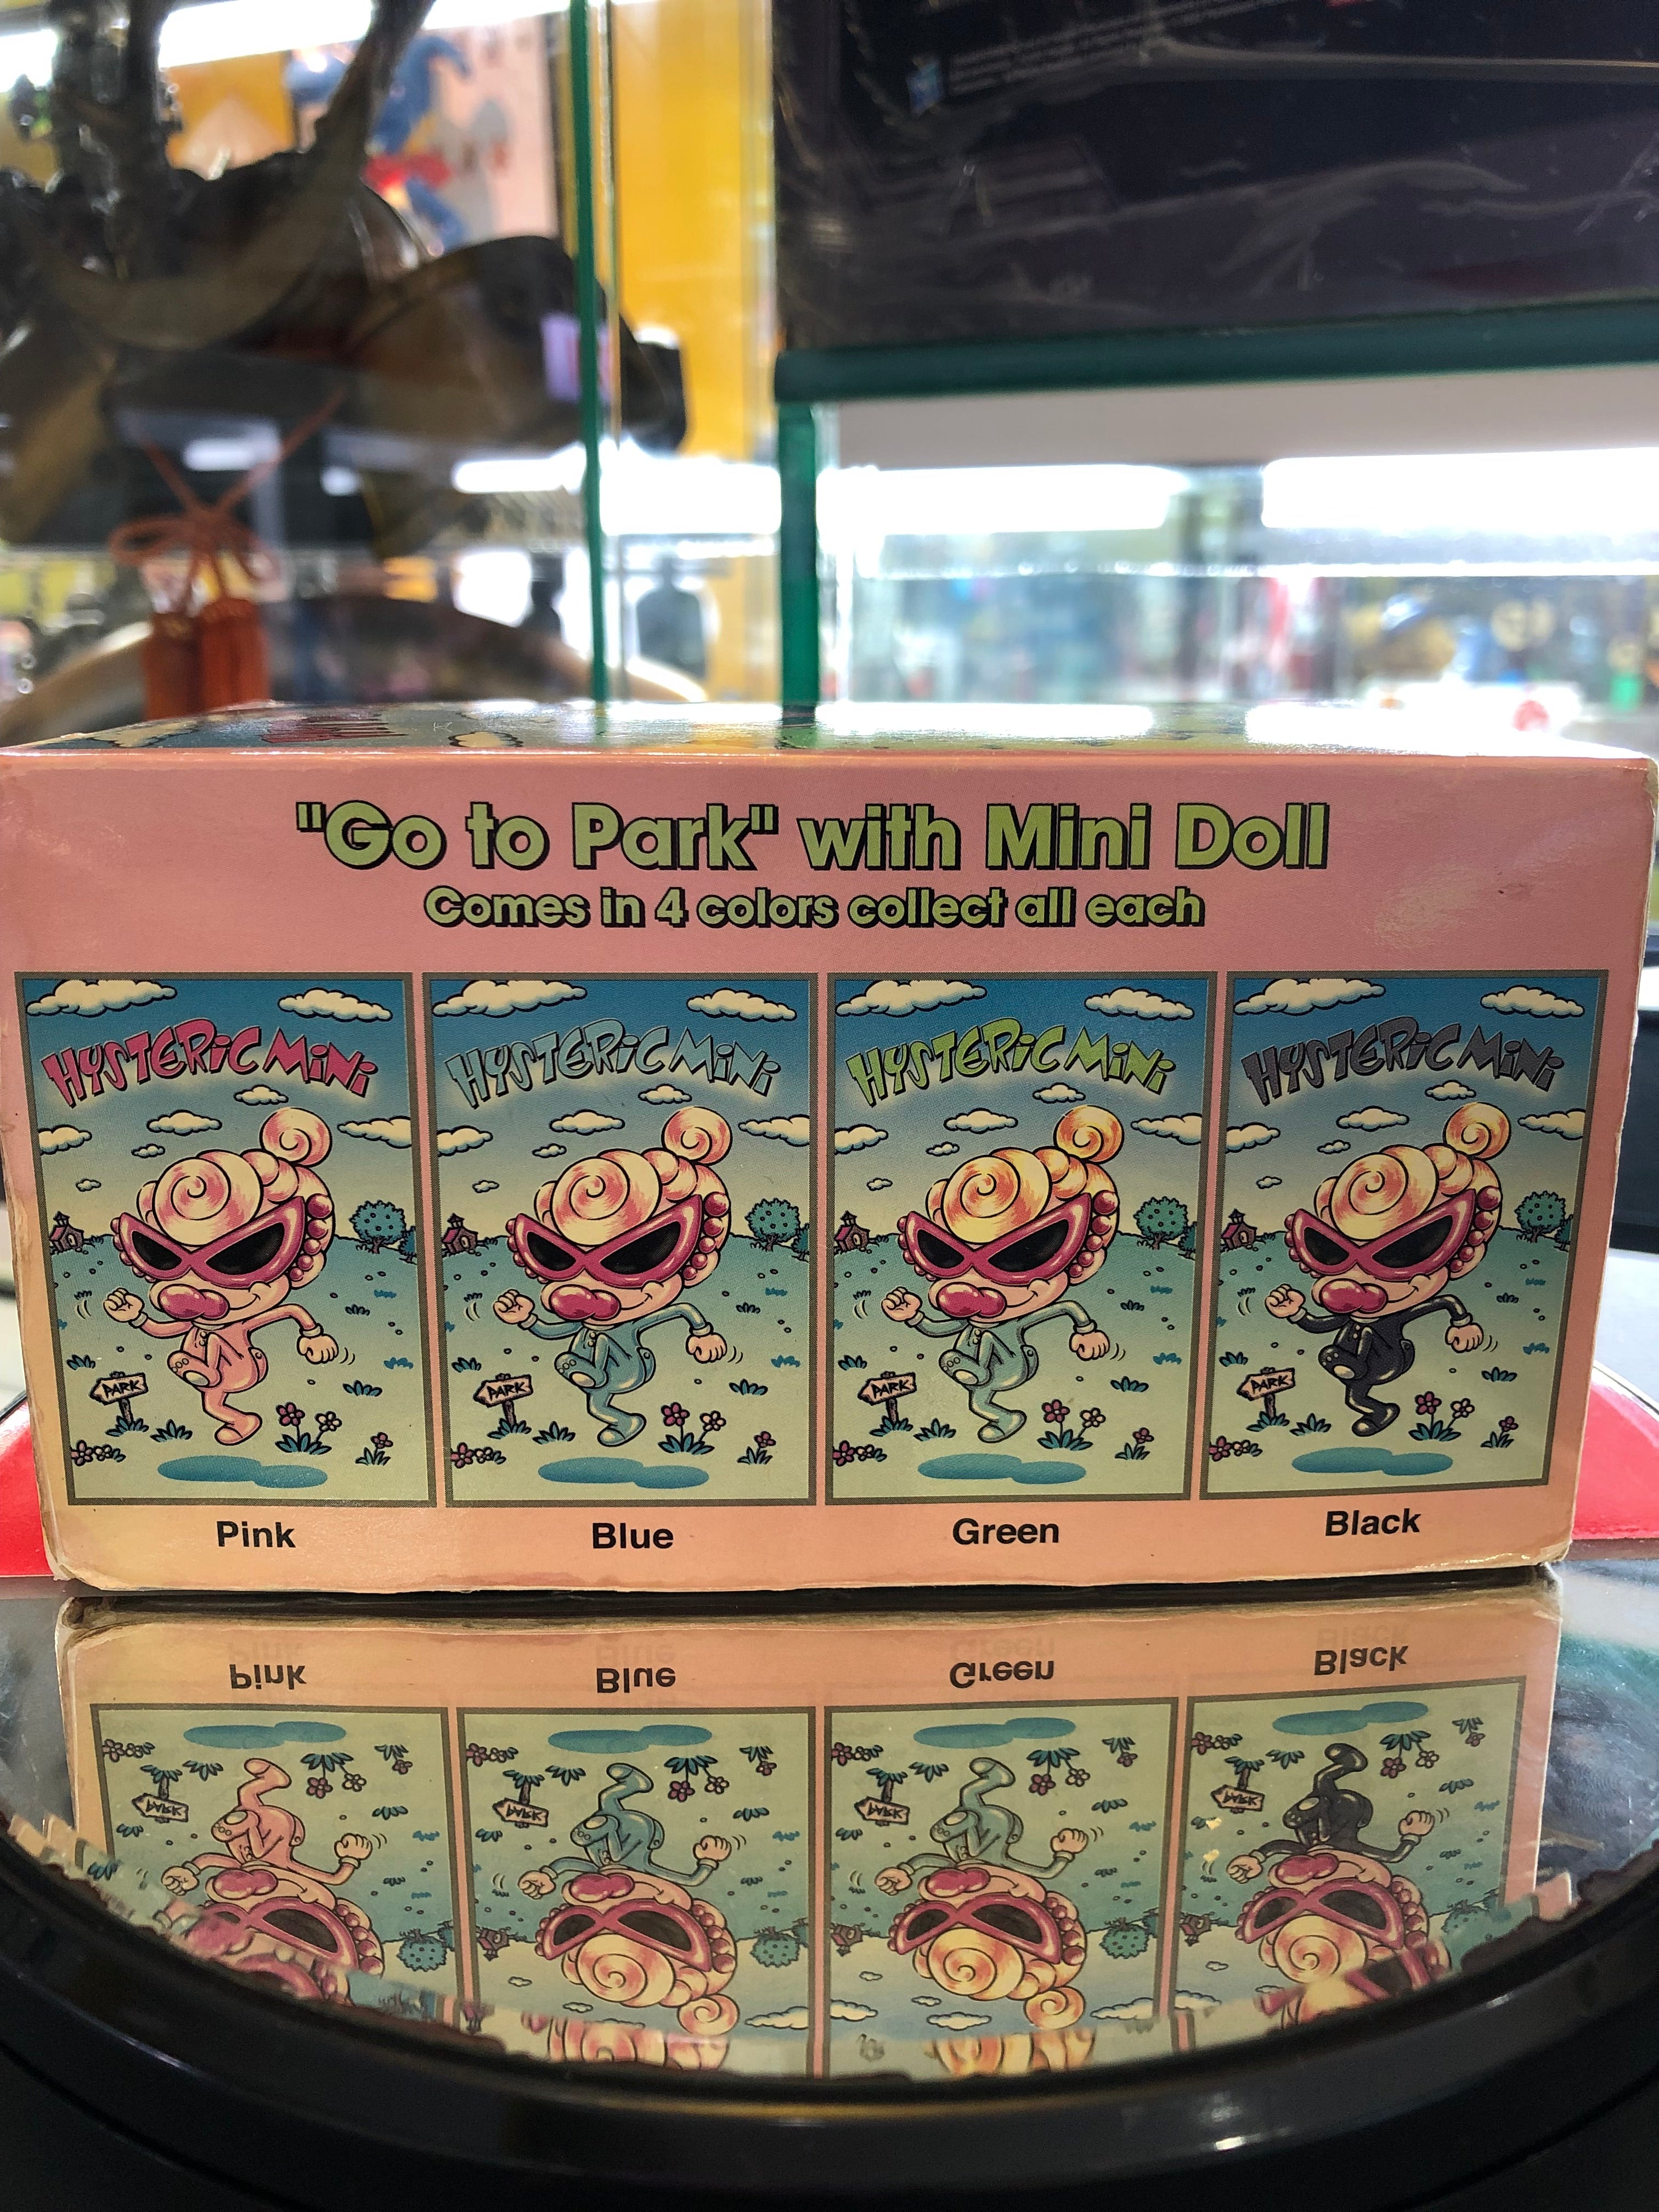 "Go to Park" with Mini Doll
Comes in 4 colors collect all each
HYSTERIC MINI
PARK
Pink
HYSTERIC MINI
PARK
Blue
HYSTERIC MINI
PARK
Green
HYSTERIC MINI
PARK
Black